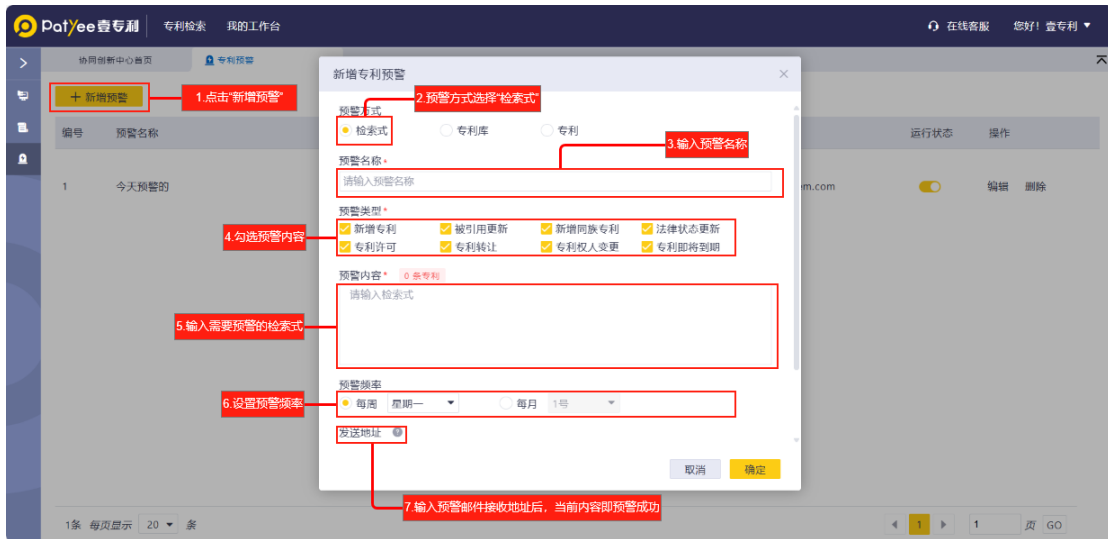 Patyee壹专利 专利检索 我的工作台 在线客服 您好！壹专利
协同创新中心首页 专利预警
新增专利预警
＋ 新增预警 1.点击“新增预警” 2.预警方式选择“检索式”
预警方式
检索式 专利库 专利
3.输入预警名称
编号 预警名称 运行状态 操作
预警名称*
请输入预警名称
1 今天预警的 em.com 编辑 删除
预警类型*
新增专利 被引用更新 新增同族专利 法律状态更新
4.勾选预警内容
专利许可 专利转让 专利权人变更 专利即将到期
预警内容* 0 条专利
请输入检索式
5.输入需要预警的检索式
预警频率
6.设置预警频率 每周 星期一 每月 1号
发送地址
取消 确定
7.输入预警邮件接收地址后，当前内容即预警成功
1条 每页显示 20 条 1 1 页 GO